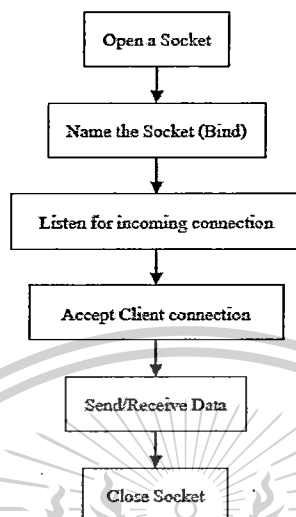 Open a Socket
Name the Socket (Bind)
Listen for incoming connection
Accept Client connection
Send/Receive Data
Close Socket